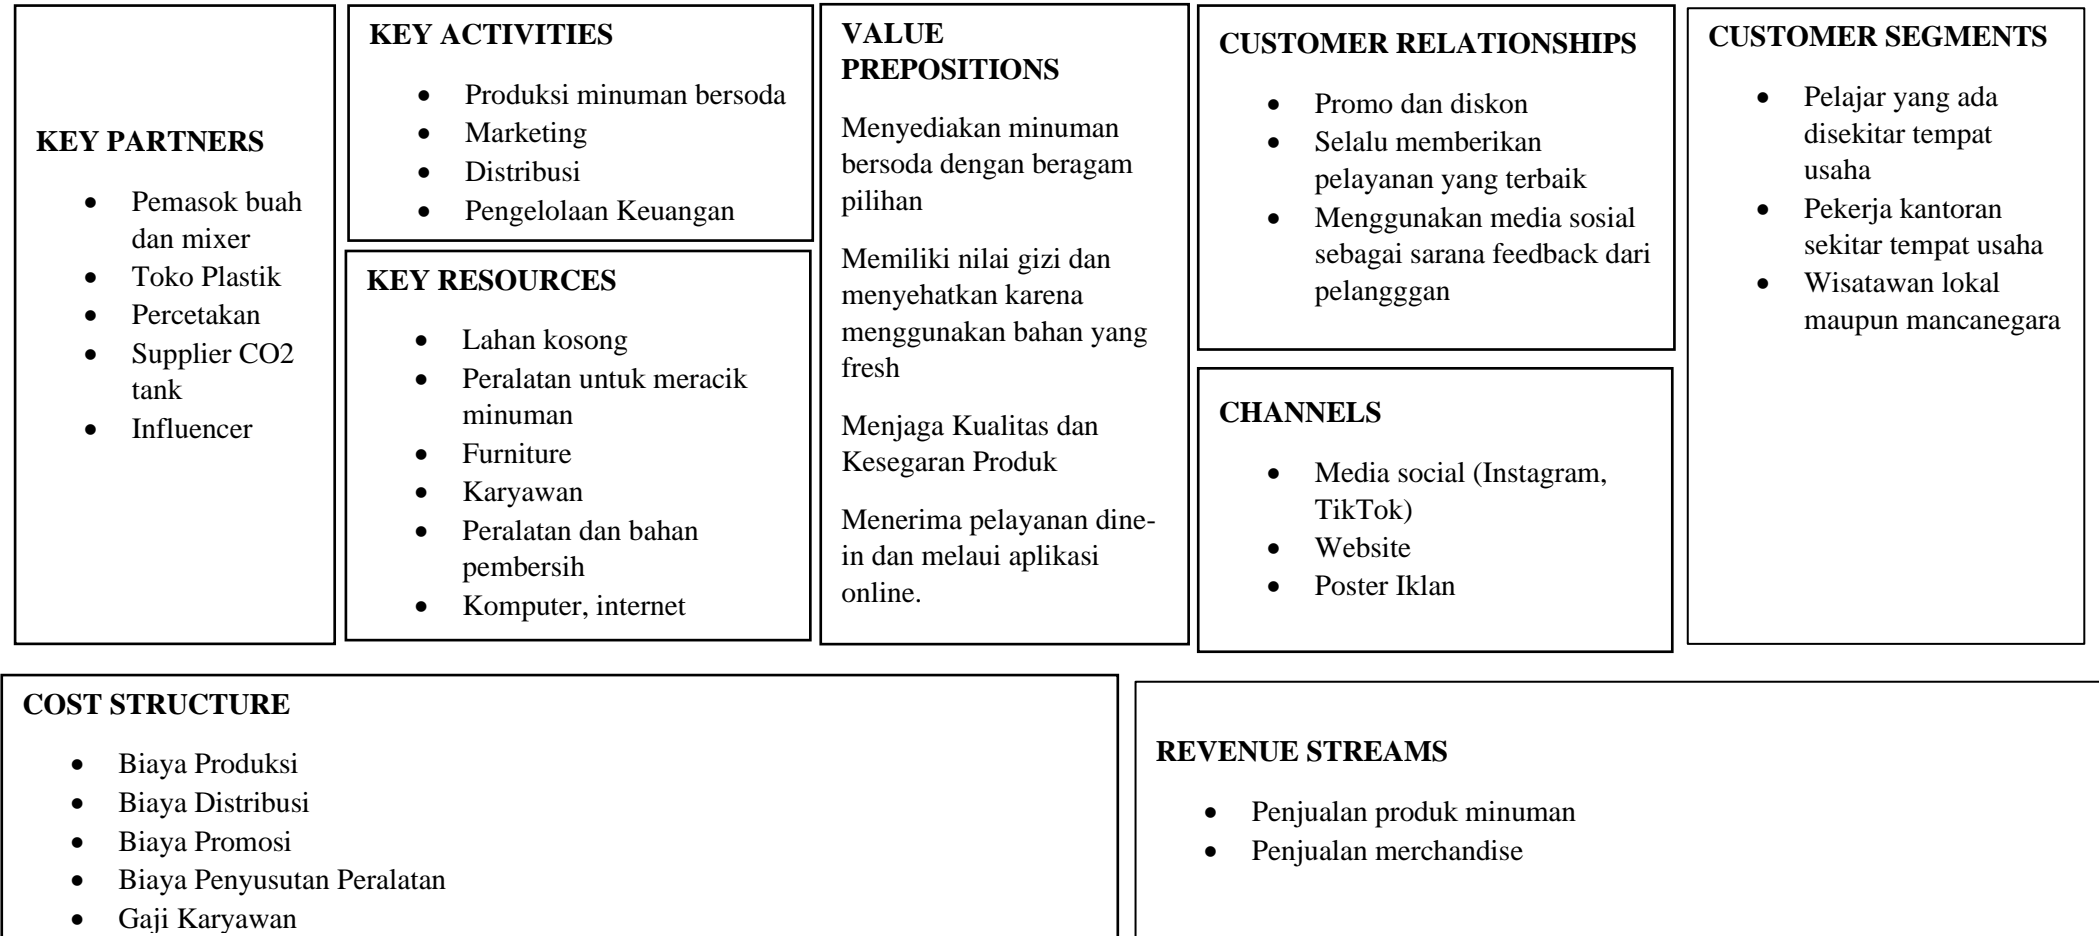 KEY PARTNERS
• Pemasok buah
dan mixer
• Toko Plastik
• Percetakan
• Supplier CO2
tank
• Influencer
KEY ACTIVITIES
• Produksi minuman bersoda
• Marketing
• Distribusi
• Pengelolaan Keuangan
KEY RESOURCES
• Lahan kosong
• Peralatan untuk meracik
minuman
• Furniture
• Karyawan
• Peralatan dan bahan
pembersih
• Komputer, internet
VALUE
PREPOSITIONS
Menyediakan minuman
bersoda dengan beragam
pilihan
Memiliki nilai gizi dan
menyehatkan karena
menggunakan bahan yang
fresh
Menjaga Kualitas dan
Kesegaran Produk
Menerima pelayanan dine-
in dan melaui aplikasi
online.
CUSTOMER RELATIONSHIPS
• Promo dan diskon
• Selalu memberikan
pelayanan yang terbaik
• Menggunakan media sosial
sebagai sarana feedback dari
pelangggan
CHANNELS
• Media social (Instagram,
TikTok)
• Website
• Poster Iklan
CUSTOMER SEGMENTS
• Pelajar yang ada
disekitar tempat
usaha
• Pekerja kantoran
sekitar tempat usaha
• Wisatawan lokal
maupun mancanegara
COST STRUCTURE
• Biaya Produksi
• Biaya Distribusi
• Biaya Promosi
• Biaya Penyusutan Peralatan
• Gaji Karyawan
REVENUE STREAMS
• Penjualan produk minuman
• Penjualan merchandise